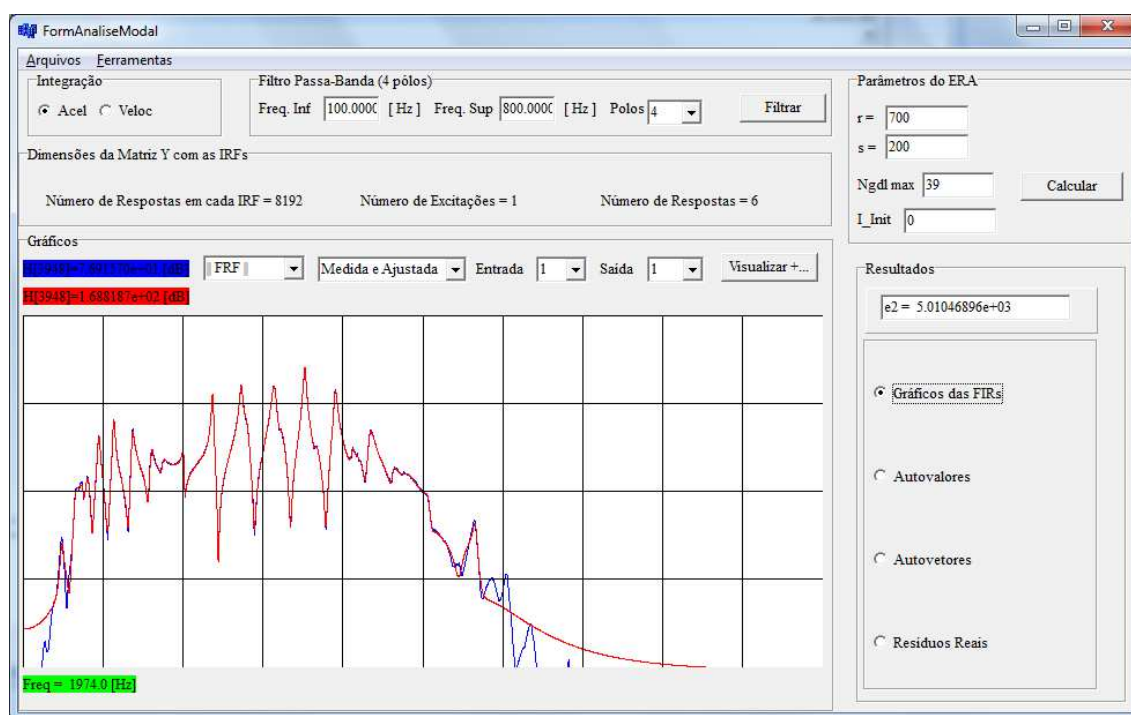 FormAnaliseModal
Arquivos Ferramentas
Integração
Acel Veloc
Filtro Passa-Banda (4 pólos)
Freq. Inf 100.000( [ Hz ] Freq. Sup 800.000( [ Hz ] Polos 4 Filtrar
Dimensões da Matriz Y com as IRFs
Número de Respostas em cada IRF = 8192 Número de Excitações = 1 Número de Respostas = 6
Parâmetros do ERA
r = 700
s = 200
Ngdl max 39 Calcular
I_Init 0
Gráficos
|| FRF || Medida e Ajustada Entrada 1 Saída 1 Visualizar +...
H[3948]=1.688187e+02 [dB]
Freq = 1974.0 [Hz]
Resultados
e2 = 5.01046896e+03
Gráficos das FIRs
Autovalores
Autovetores
Resíduos Reais